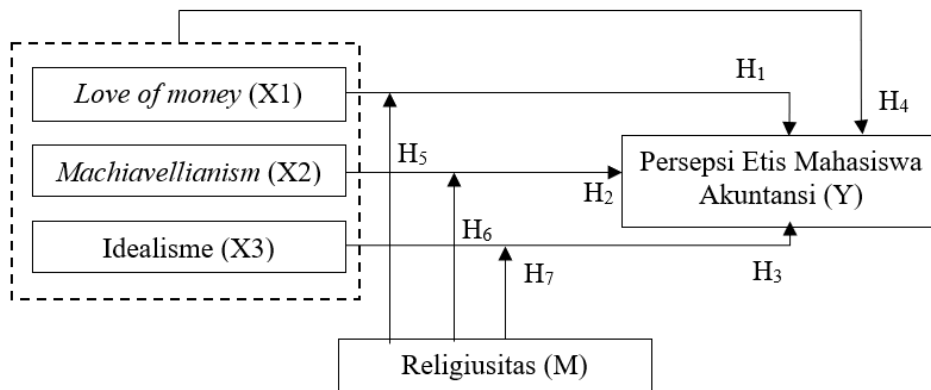 H₁
Love of money (X1)
H₄
H₅
Persepsi Etis Mahasiswa
Akuntansi (Y)
Machiavellianism (X2)
H₂
H₆
Idealisme (X3)
H₇
H₃
Religiusitas (M)